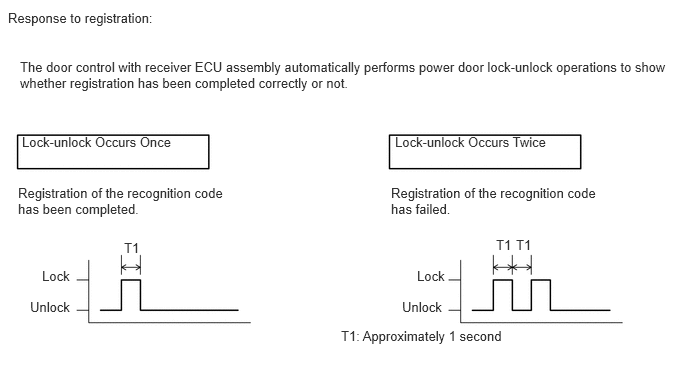 Response to registration:
The door control with receiver ECU assembly automatically performs power door lock-unlock operations to show
whether registration has been completed correctly or not.
Lock-unlock Occurs Once
Lock-unlock Occurs Twice
Registration of the recognition code
has been completed.
Registration of the recognition code
has failed.
T1
T1 T1
Lock
Unlock
Lock
Unlock
T1: Approximately 1 second